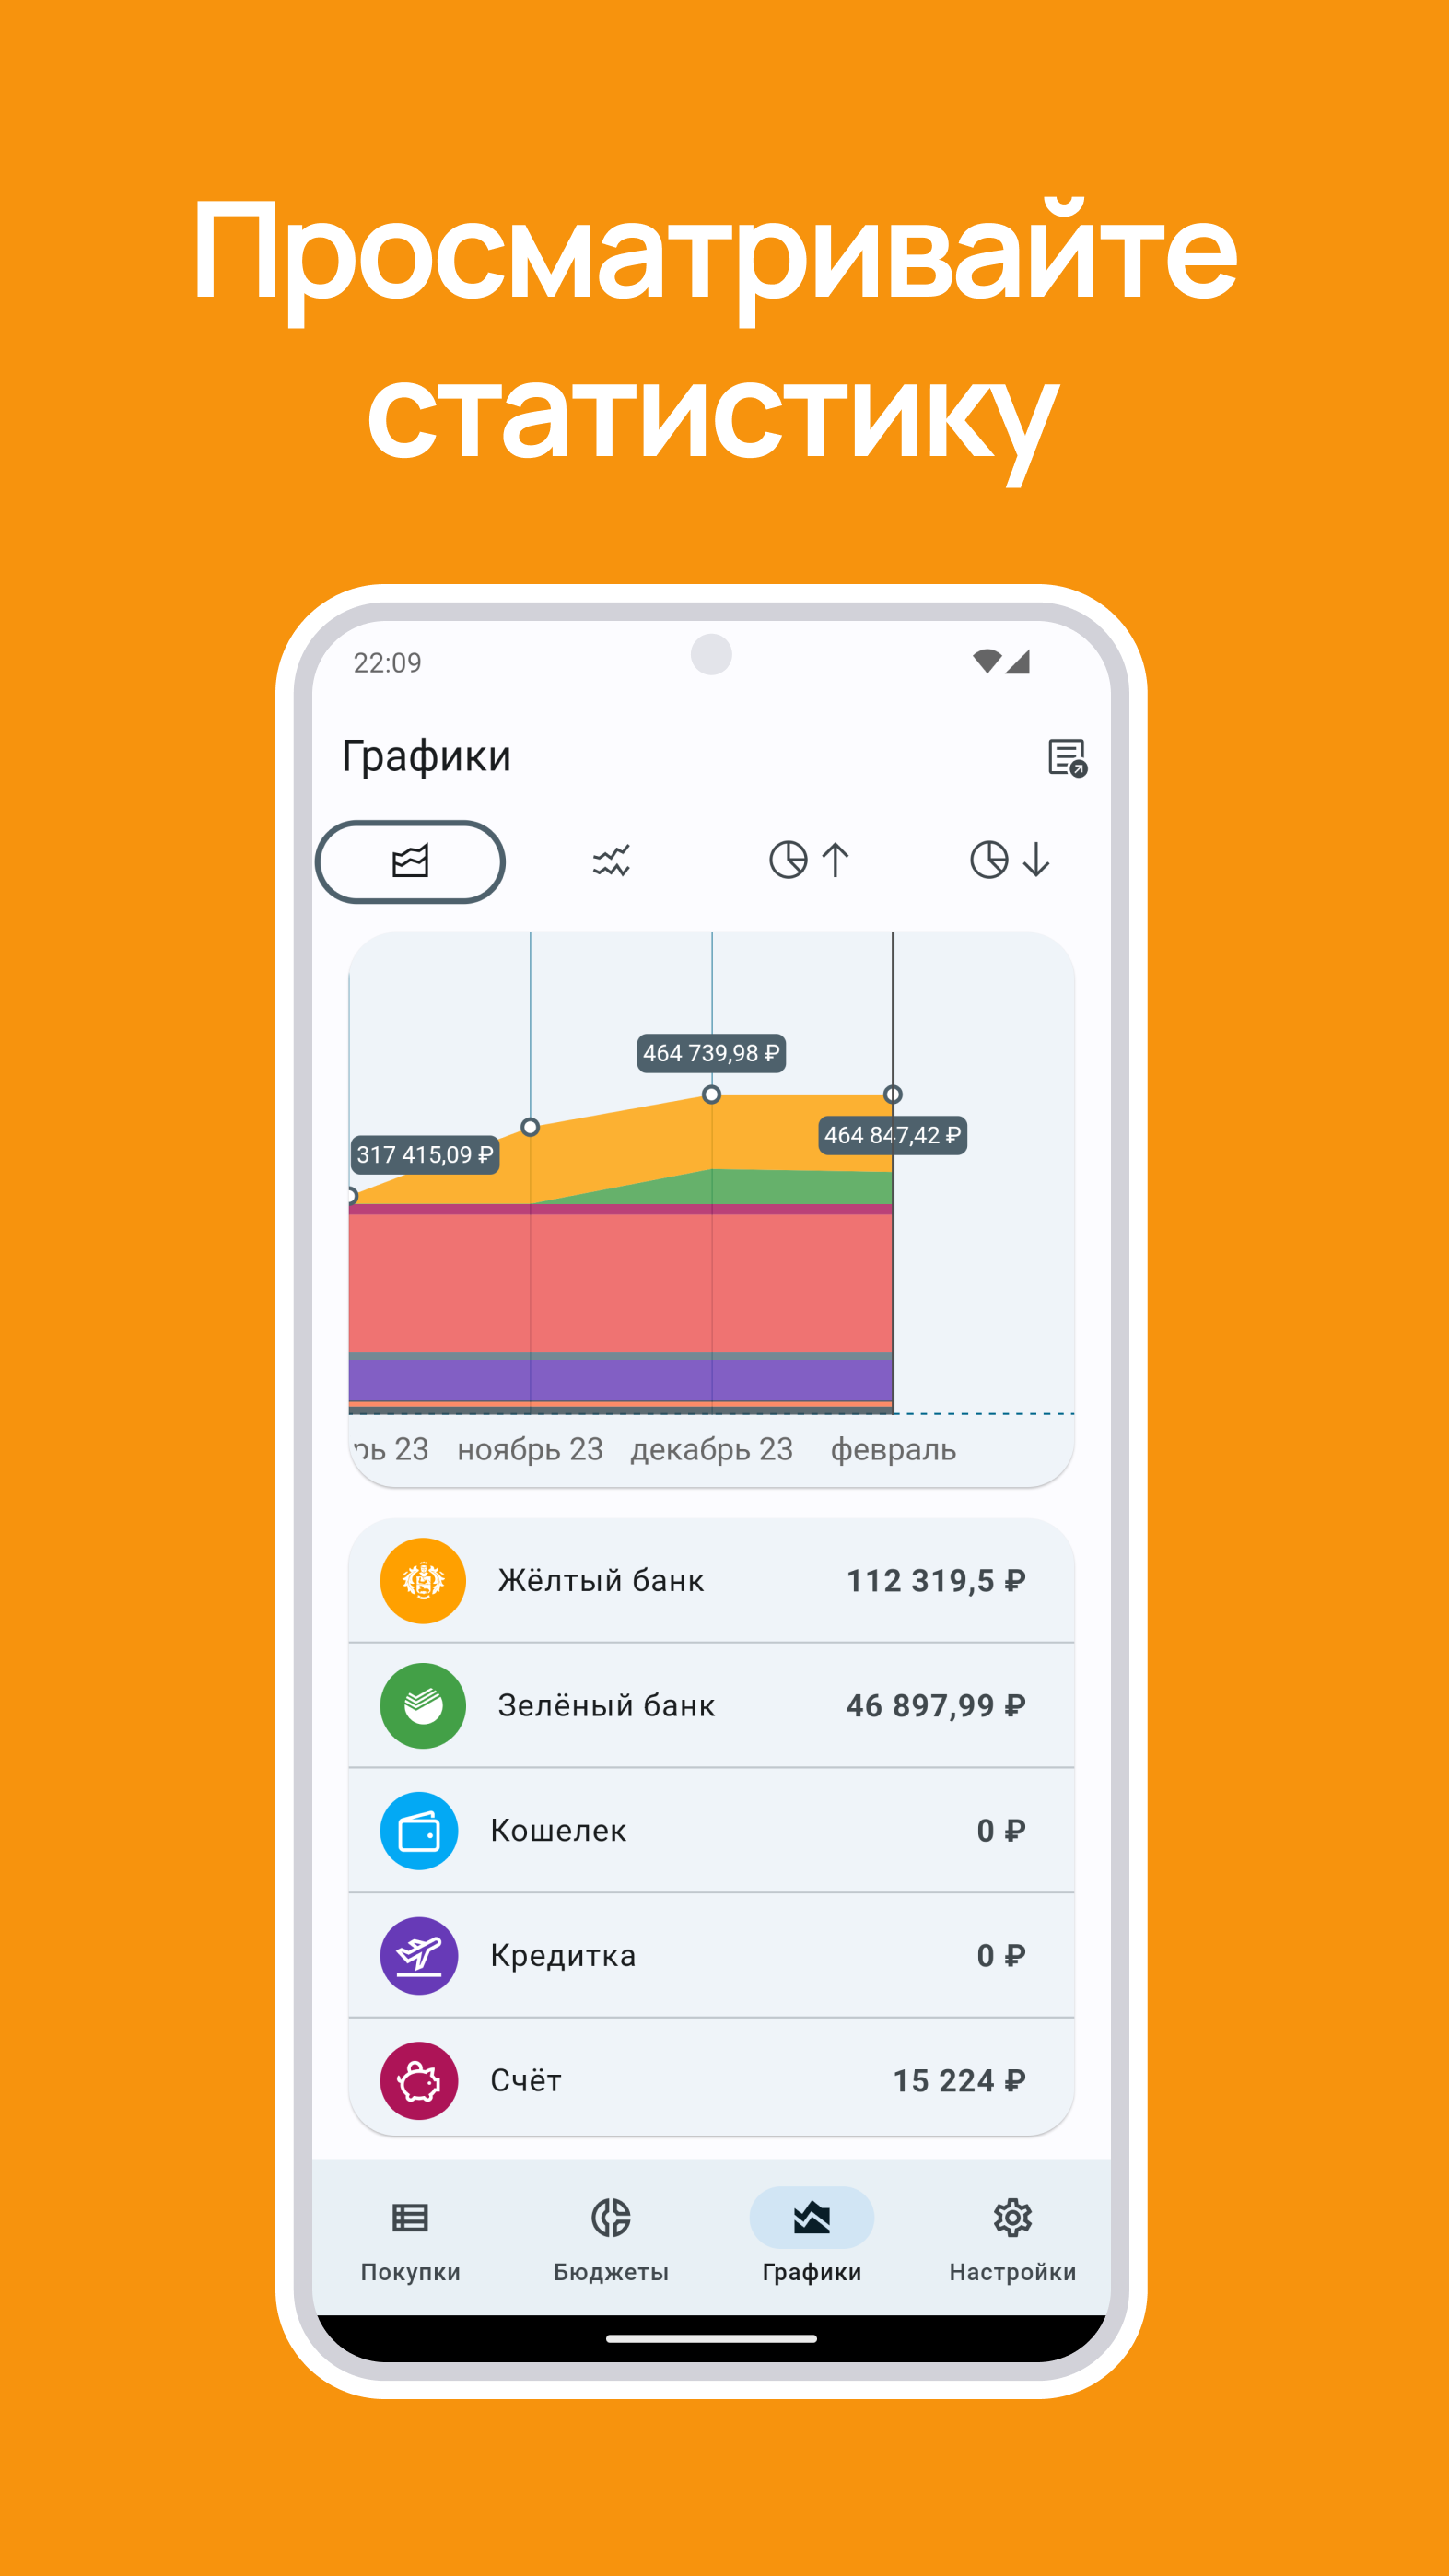 Просматривайте
статистику
22:09
Графики
464 739,98 ₽
464 847,42 ₽
317 415,09 ₽
рь 23 ноябрь 23 декабрь 23 февраль
Жёлтый банк 112 319,5 ₽
Зелёный банк 46 897,99 ₽
Кошелек 0 ₽
Кредитка 0 ₽
Счёт 15 224 ₽
Покупки Бюджеты Графики Настройки